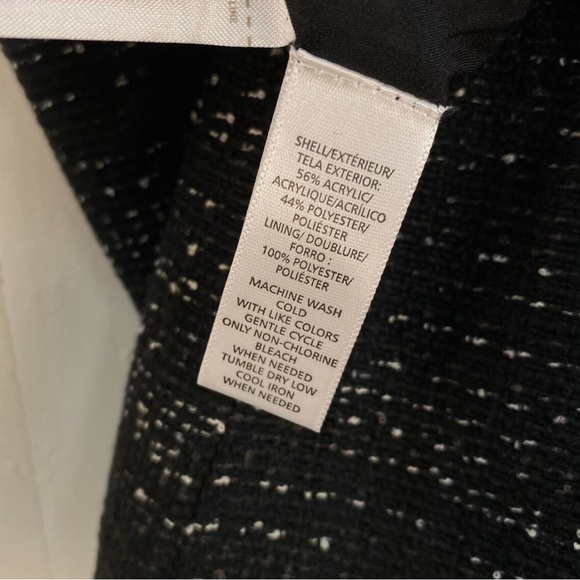 SHELL/EXTÉRIEUR/
TELA EXTERIOR:
56% ACRYLIC/
ACRYLIQUE/ACRÍLICO
44% POLYESTER/
POLIÉSTER
LINING/ DOUBLURE/
FORRO :
100% POLYESTER/
POLIÉSTER
MACHINE WASH
COLD
WITH LIKE COLORS
GENTLE CYCLE
ONLY NON-CHLORINE
BLEACH
WHEN NEEDED
TUMBLE DRY LOW
COOL IRON
WHEN NEEDED